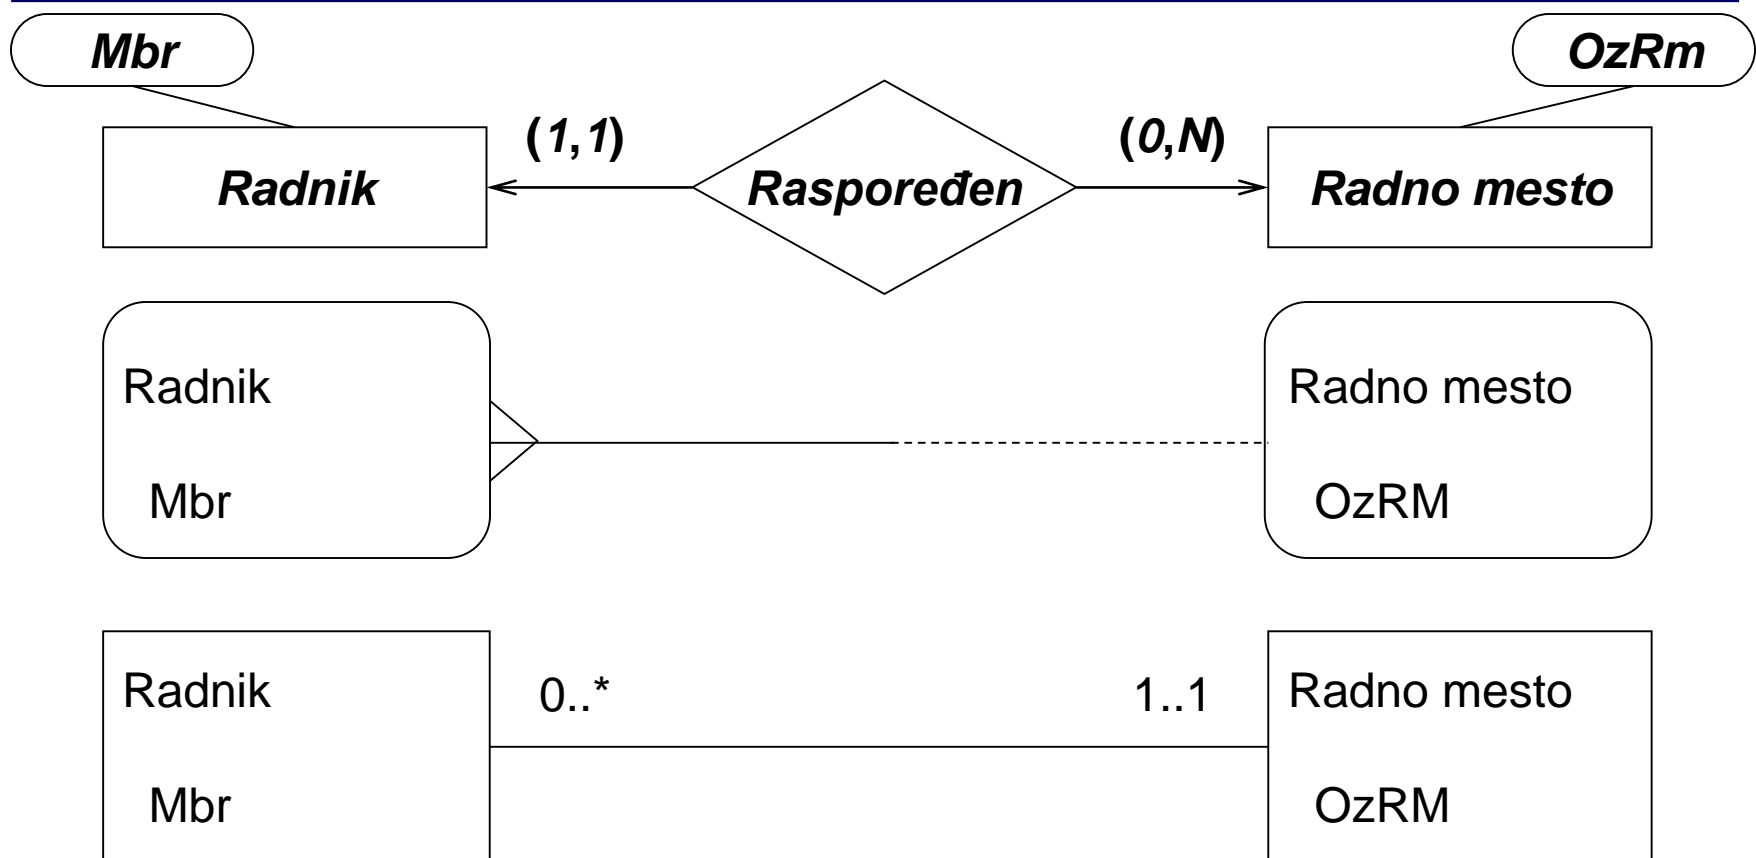 Mbr
OzRm
(1,1)
(0,N)
Radnik
Raspoređen
Radno mesto
Radnik
Radno mesto
Mbr
OzRM
Radnik
0..*
1..1
Radno mesto
Mbr
OzRM